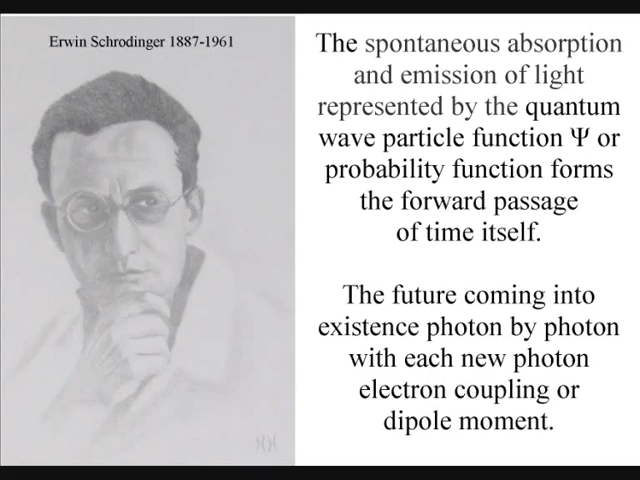 Erwin Schrodinger 1887-1961
The spontaneous absorption
and emission of light
represented by the quantum
wave particle function Ψ or
probability function forms
the forward passage
of time itself.
The future coming into
existence photon by photon
with each new photon
electron coupling or
dipole moment.